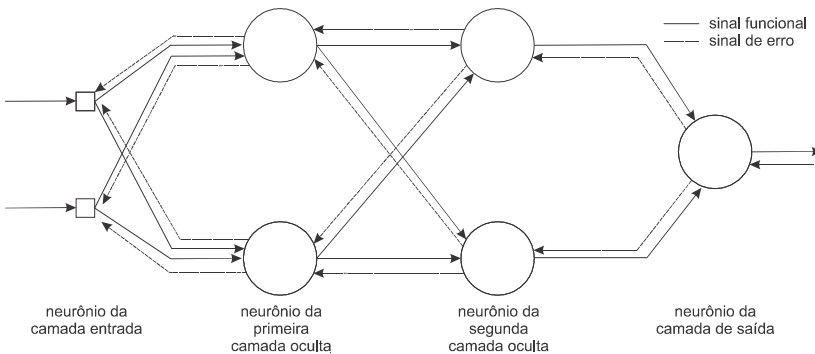 sinal funcional
sinal de erro
neurônio da
camada entrada
neurônio da
primeira
camada oculta
neurônio da
segunda
camada oculta
neurônio da
camada de saída